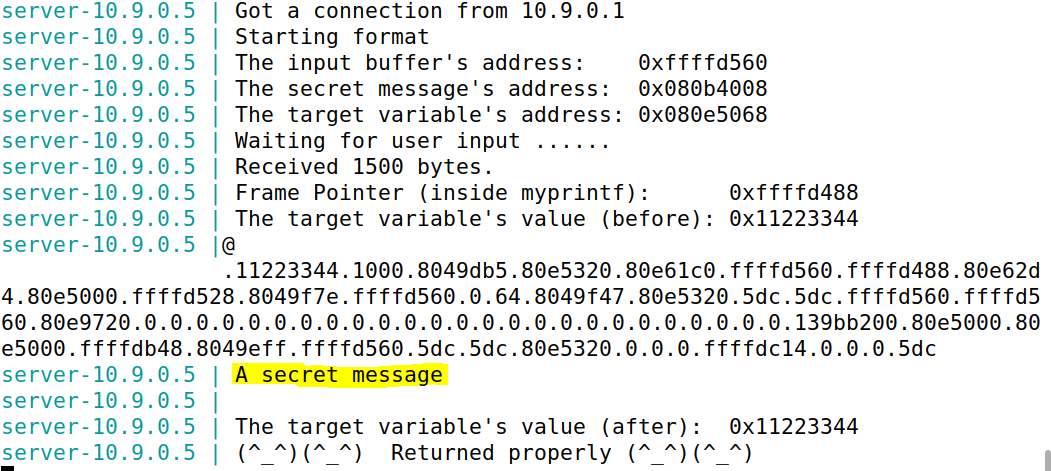 server-10.9.0.5 | Got a connection from 10.9.0.1
server-10.9.0.5 | Starting format
server-10.9.0.5 | The input buffer's address:    0xffffd560
server-10.9.0.5 | The secret message's address:  0x080b4008
server-10.9.0.5 | The target variable's address: 0x080e5068
server-10.9.0.5 | Waiting for user input ......
server-10.9.0.5 | Received 1500 bytes.
server-10.9.0.5 | Frame Pointer (inside myprintf):      0xffffd488
server-10.9.0.5 | The target variable's value (before): 0x11223344
server-10.9.0.5 |@
.11223344.1000.8049db5.80e5320.80e61c0.ffffd560.ffffd488.80e62d
4.80e5000.ffffd528.8049f7e.ffffd560.0.64.8049f47.80e5320.5dc.5dc.ffffd560.ffffd5
60.80e9720.0.0.0.0.0.0.0.0.0.0.0.0.0.0.0.0.0.0.0.0.0.0.0.0.0.139bb200.80e5000.80
e5000.ffffdb48.8049eff.ffffd560.5dc.5dc.80e5320.0.0.0.ffffdc14.0.0.0.5dc
server-10.9.0.5 | A secret message
server-10.9.0.5 |
server-10.9.0.5 | The target variable's value (after):  0x11223344
server-10.9.0.5 | (^_^)(^_^)  Returned properly (^_^)(^_^)